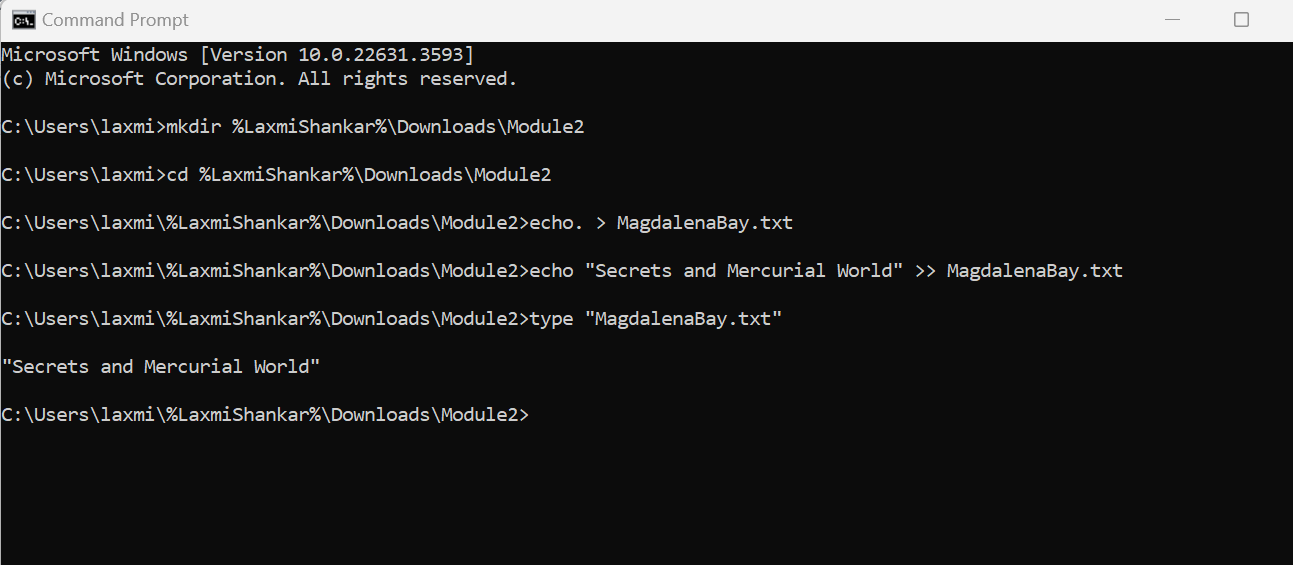 Command Prompt
Microsoft Windows [Version 10.0.22631.3593]
(c) Microsoft Corporation. All rights reserved.
C:\Users\laxmi>mkdir %LaxmiShankar%\Downloads\Module2
C:\Users\laxmi>cd %LaxmiShankar%\Downloads\Module2
C:\Users\laxmi\%LaxmiShankar%\Downloads\Module2>echo. > MagdalenaBay.txt
C:\Users\laxmi\%LaxmiShankar%\Downloads\Module2>echo "Secrets and Mercurial World" >> MagdalenaBay.txt
C:\Users\laxmi\%LaxmiShankar%\Downloads\Module2>type "MagdalenaBay.txt"
"Secrets and Mercurial World"
C:\Users\laxmi\%LaxmiShankar%\Downloads\Module2>